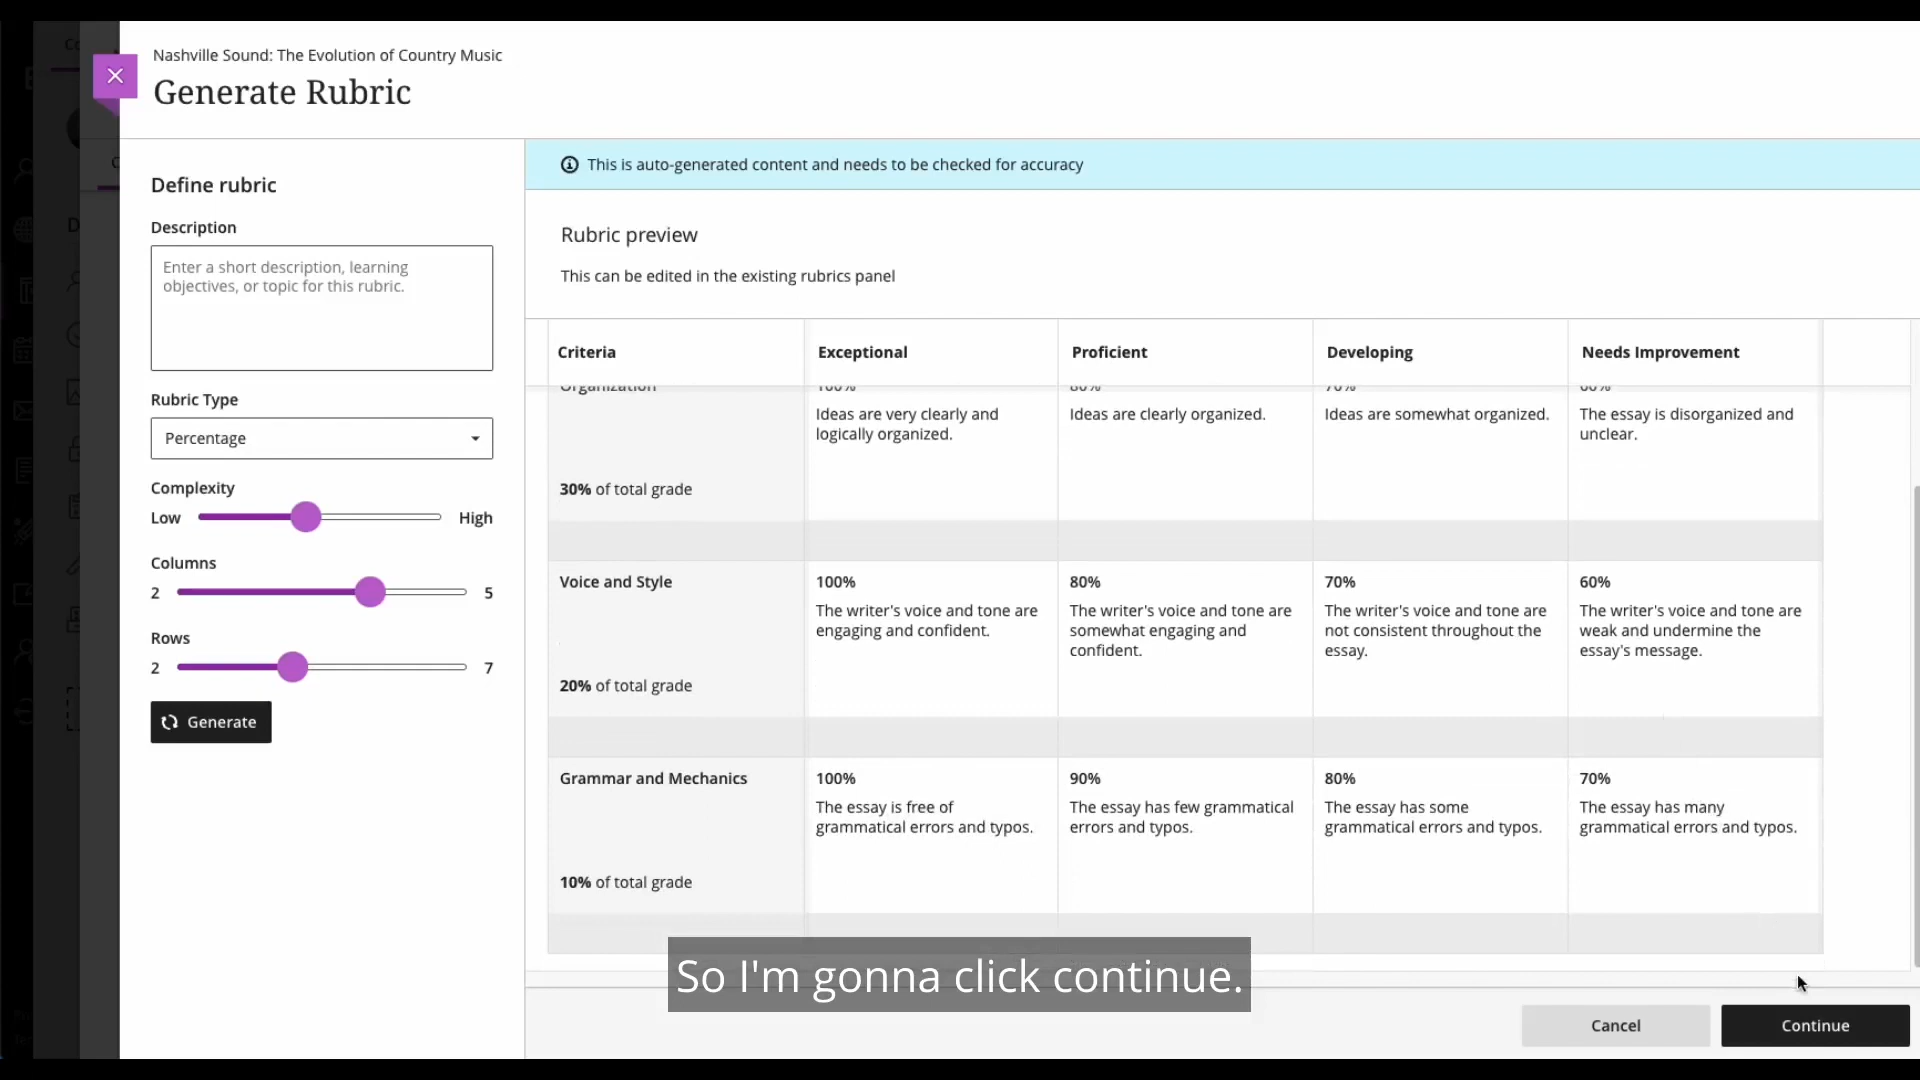 Nashville Sound: The Evolution of Country Music
Generate Rubric
Define rubric
Description
Enter a short description, learning
objectives, or topic for this rubric.
Rubric Type
Percentage
Complexity
Low
High
Columns
2
5
Rows
2
7
Generate
This is auto-generated content and needs to be checked for accuracy
Rubric preview
This can be edited in the existing rubrics panel
Criteria
Exceptional
Proficient
Developing
Needs Improvement
Organization
100%
80%
70%
60%
Ideas are very clearly and
logically organized.
Ideas are clearly organized.
Ideas are somewhat organized.
The essay is disorganized and
unclear.
30% of total grade
Voice and Style
100%
The writer's voice and tone are
engaging and confident.
80%
The writer's voice and tone are
somewhat engaging and
confident.
70%
The writer's voice and tone are
not consistent throughout the
essay.
60%
The writer's voice and tone are
weak and undermine the
essay's message.
20% of total grade
Grammar and Mechanics
100%
The essay is free of
grammatical errors and typos.
90%
The essay has few grammatical
errors and typos.
80%
The essay has some
grammatical errors and typos.
70%
The essay has many
grammatical errors and typos.
10% of total grade
So I'm gonna click continue.
Cancel
Continue